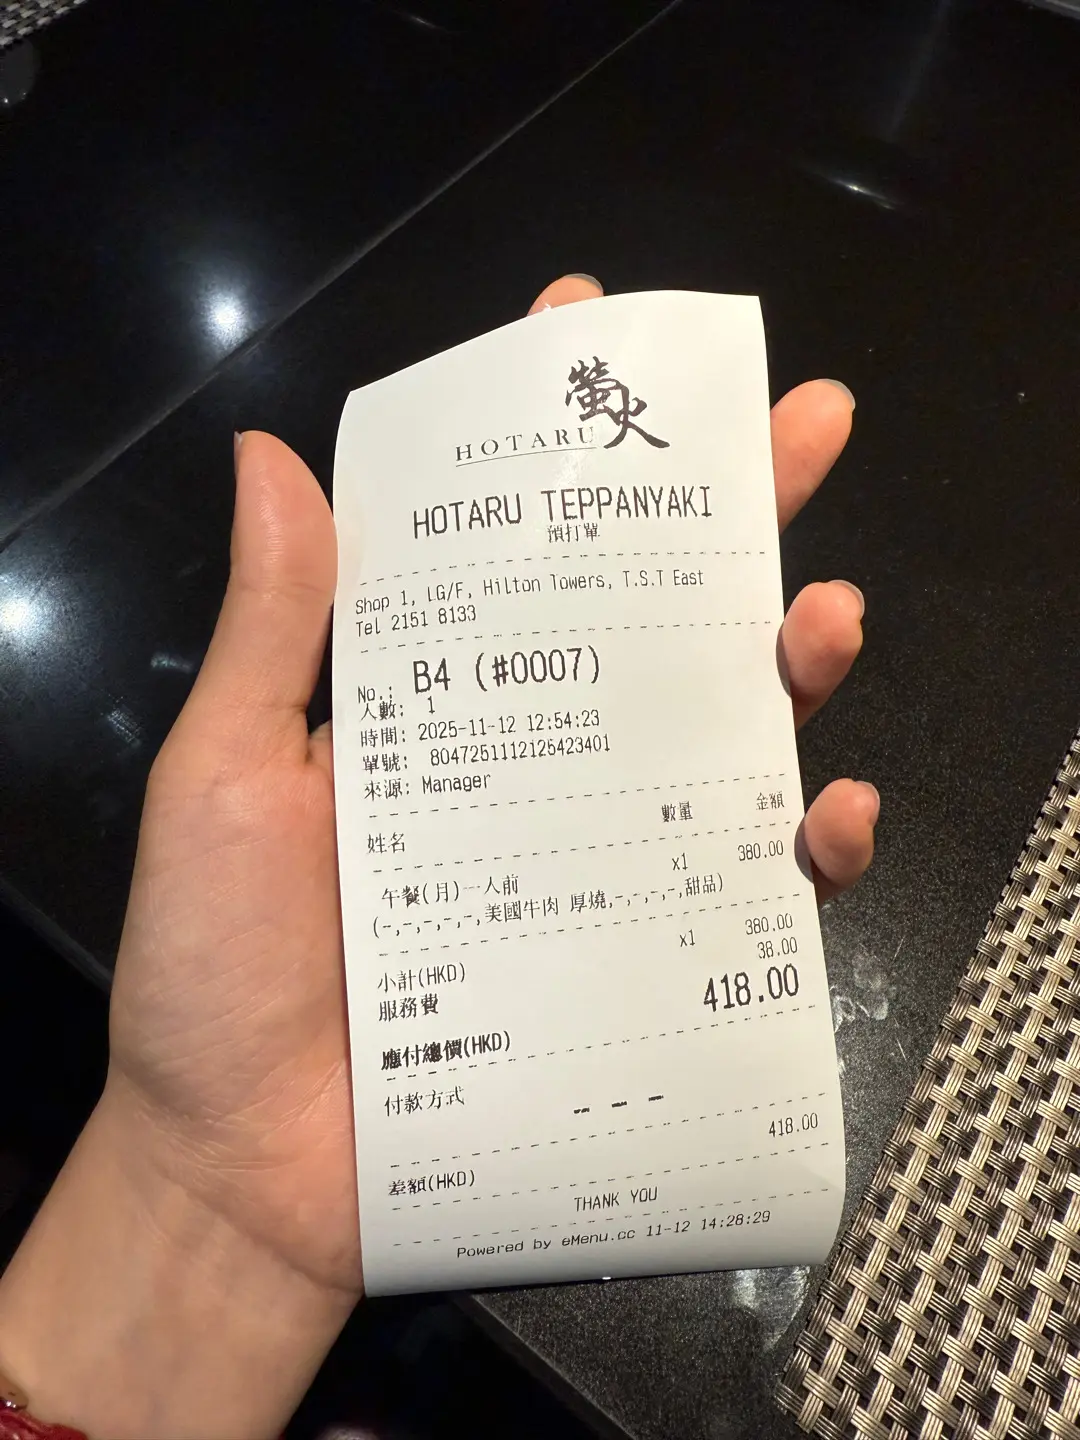 螢火
HOTARU
HOTARU TEPPANYAKI
預打單
Shop 1, LG/F, Hilton Towers, T.S.T East
Tel 2151 8133
No.: B4 (#0007)
人數: 1
時間: 2025-11-12 12:54:23
單號: 8047251112125423401
來源: Manager
姓名 數量 金額
午餐(月)一人前 x1 380.00
(-,-,-,-,-,美國牛肉 厚燒,-,-,-,-,甜品)
小計(HKD) x1 380.00
服務費 38.00
應付總價(HKD) 418.00
付款方式
- - -
差額(HKD) 418.00
THANK YOU
Powered by eMenu.cc 11-12 14:28:29